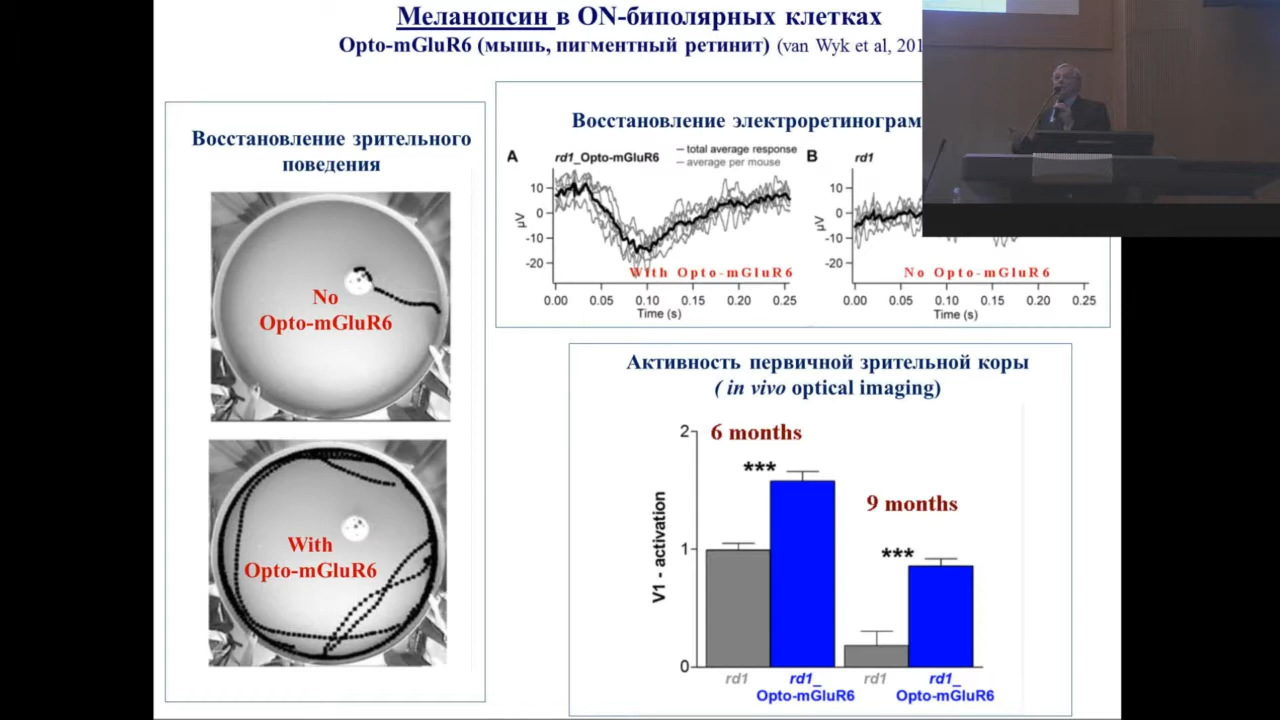 Меланопсин в ON-биполярных клетках
Opto-mGluR6 (мышь, пигментный ретинит) (van Wyk et al, 201
Восстановление зрительного
поведения
No
Opto-mGluR6
With
Opto-mGluR6
Восстановление электроретинограм
A
rd1_Opto-mGluR6
total average response
average per mouse
10
0
-10
-20
µV
With Opto-mGluR6
0.00 0.05 0.10 0.15 0.20 0.25
Time (s)
B
rd1
10
0
-10
-20
µV
No Opto-mGluR6
0.00 0.05 0.10 0.15 0.20 0.25
Time (s)
Активность первичной зрительной коры
( in vivo optical imaging)
2
1
0
V1 - activation
6 months
***
9 months
***
rd1 rd1_ rd1 rd1_
Opto-mGluR6 Opto-mGluR6